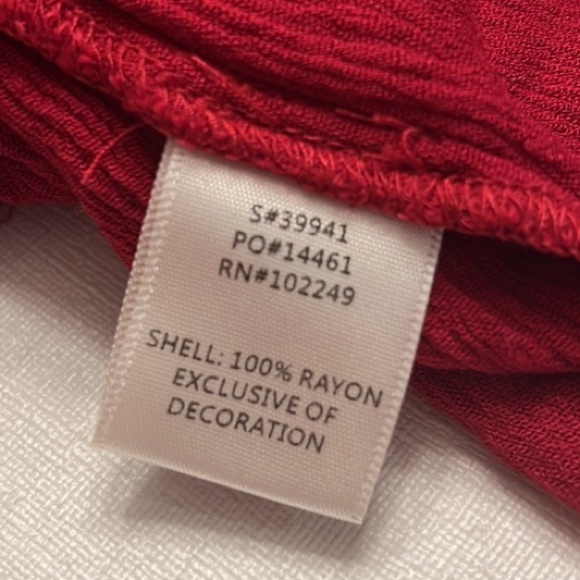 S#39941
PO#14461
RN#102249
SHELL: 100% RAYON
EXCLUSIVE OF
DECORATION